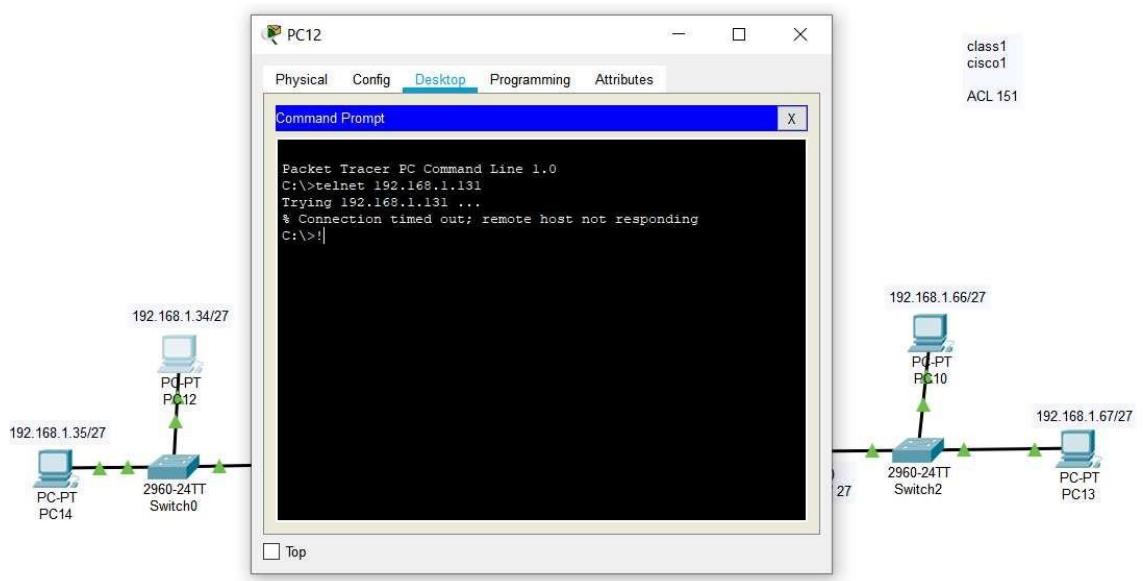 PC12
Physical Config Desktop Programming Attributes
Command Prompt
X
Packet Tracer PC Command Line 1.0
C:\>telnet 192.168.1.131
Trying 192.168.1.131 ...
% Connection timed out; remote host not responding
C:\>!
Top
class1
cisco1
ACL 151
192.168.1.34/27
PC-PT
PC12
192.168.1.35/27
PC-PT
PC14
2960-24TT
Switch0
192.168.1.66/27
PC-PT
PC10
192.168.1.67/27
27
2960-24TT
Switch2
PC-PT
PC13